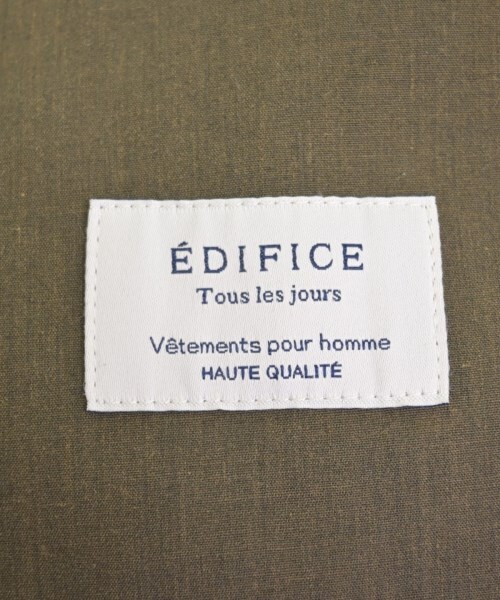 ÉDIFICE
Tous les jours
Vêtements pour homme
HAUTE QUALITÉ